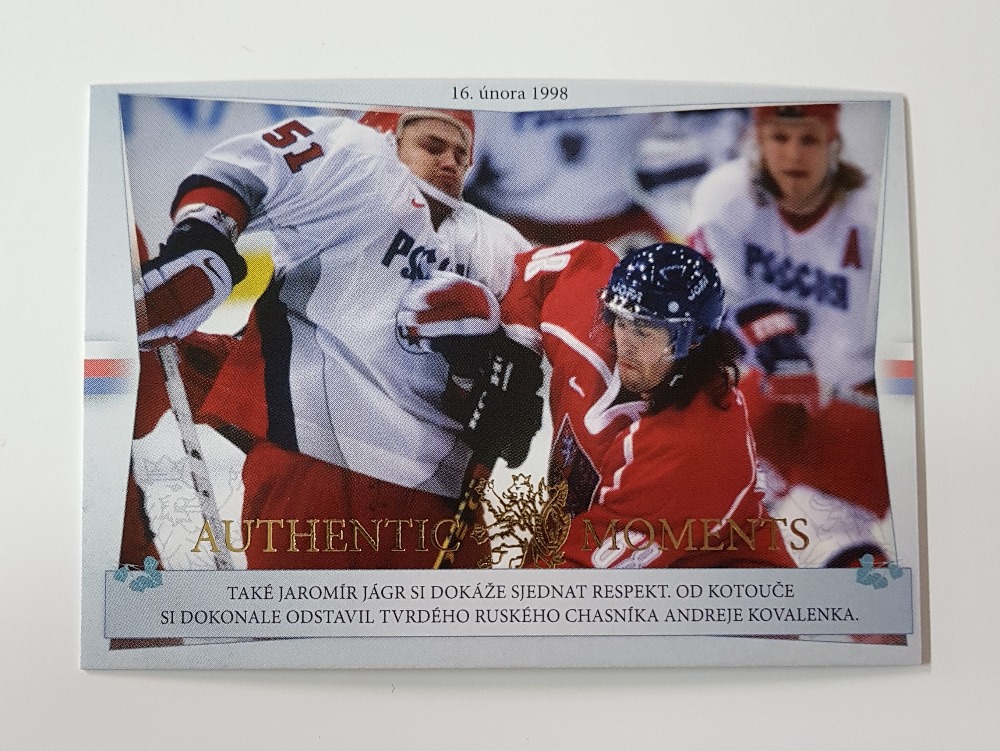 16. února 1998
51
РОССИЯ
A
JOFA
AUTHENTIC MOMENTS
TAKÉ JAROMÍR JÁGR SI DOKÁŽE SJEDNAT RESPEKT. OD KOTOUČE
SI DOKONALE ODSTAVIL TVRDÉHO RUSKÉHO CHASNÍKA ANDREJE KOVALENKA.